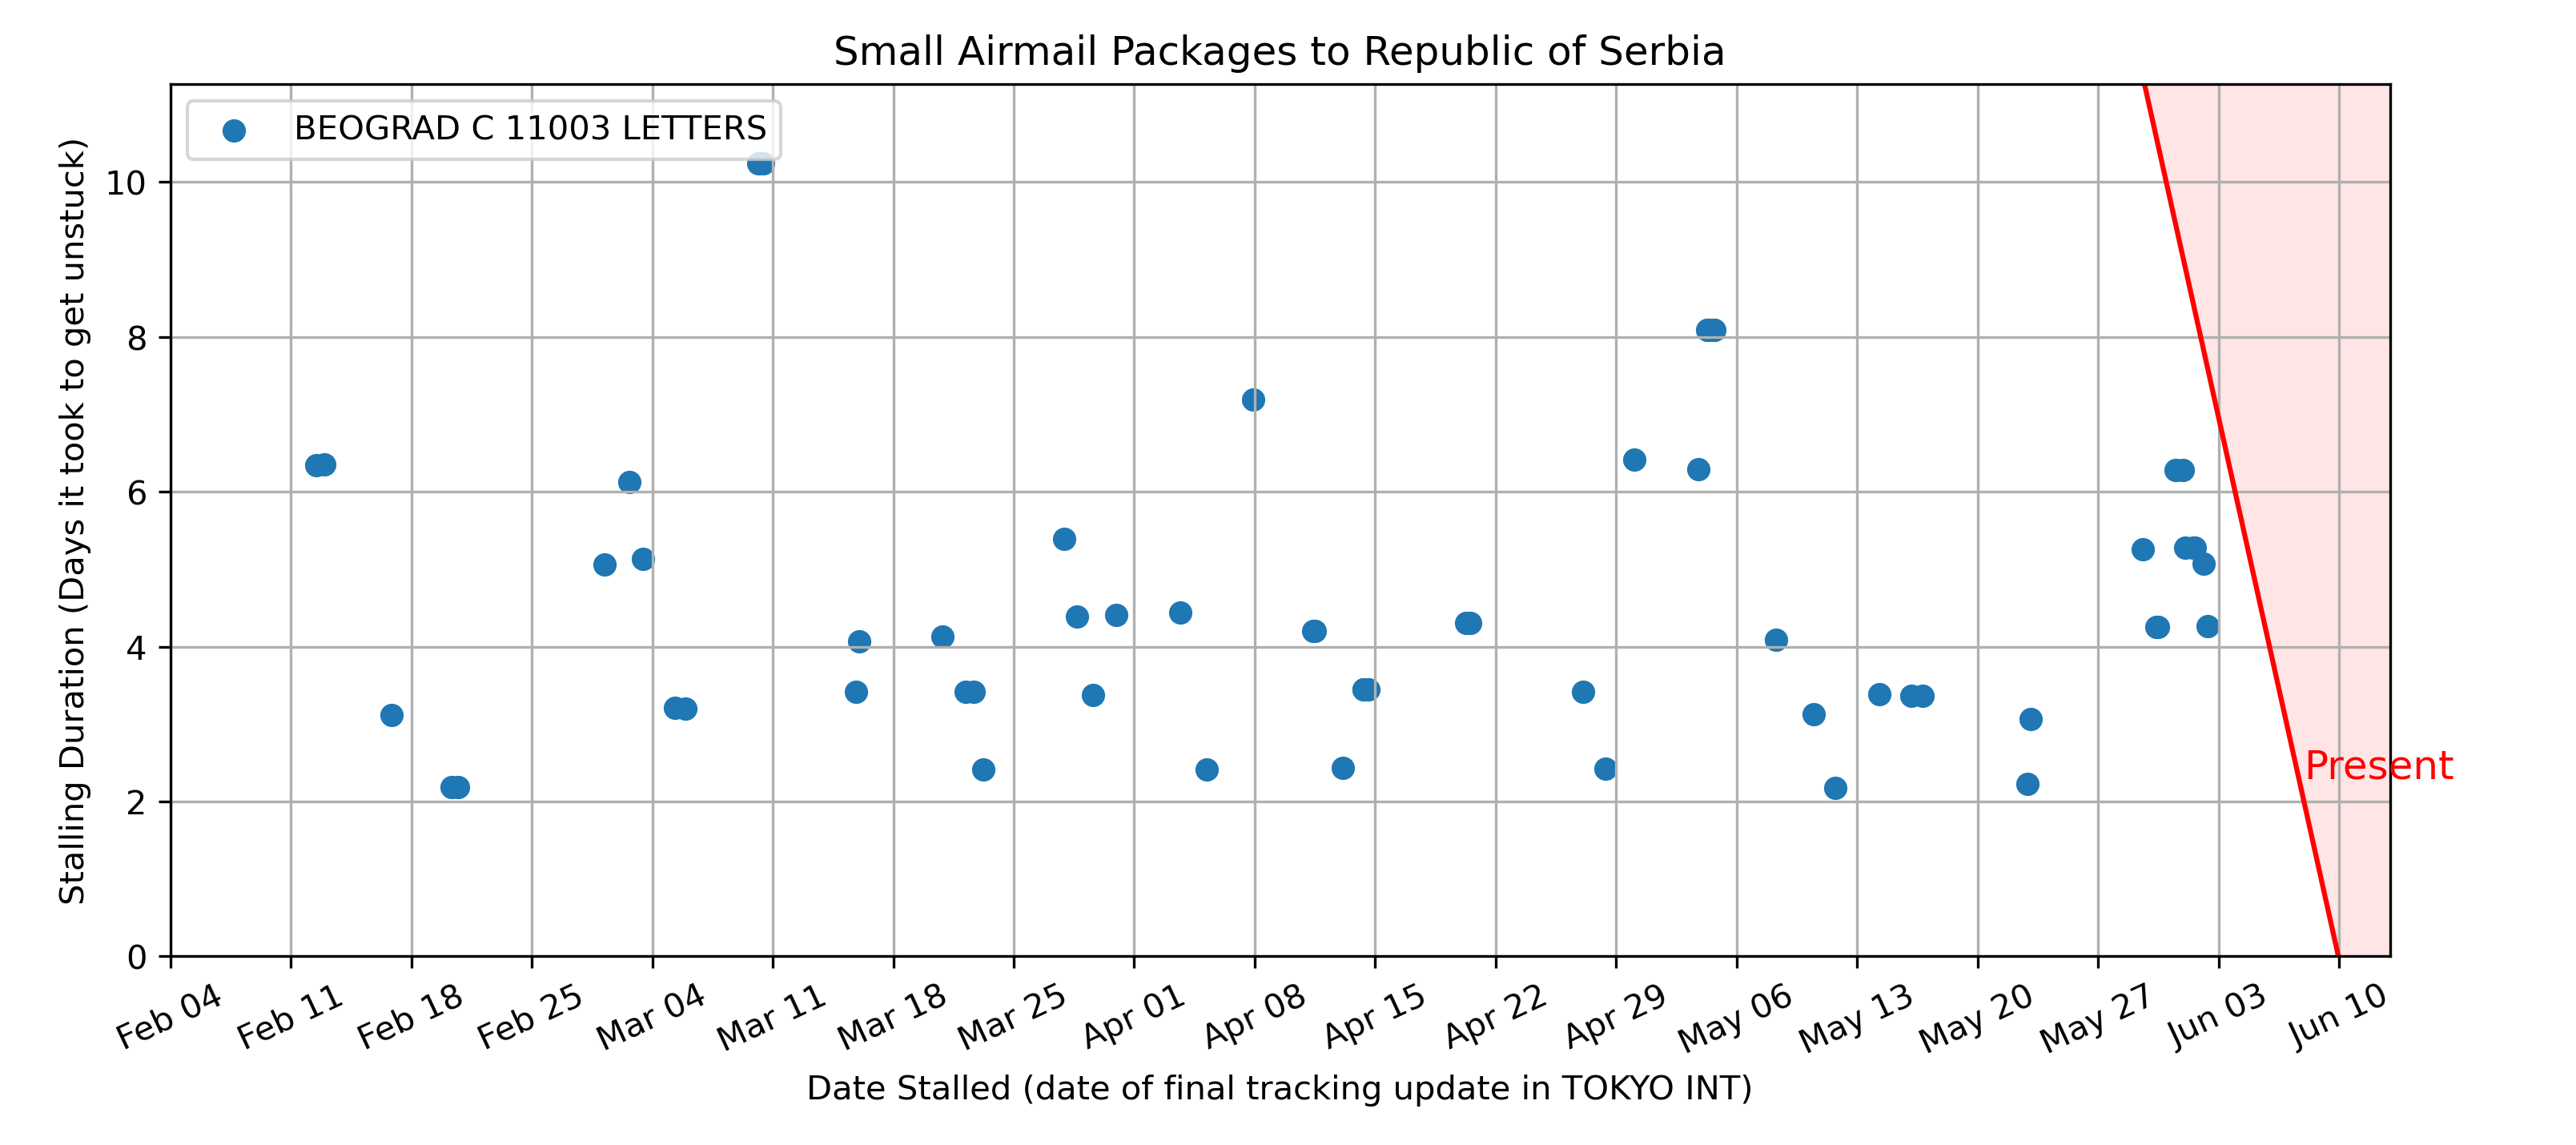 Small Airmail Packages to Republic of Serbia
BEOGRAD C 11003 LETTERS
Stalling Duration (Days it took to get unstuck)
10
8
6
4
2
0
Present
Feb 04 Feb 11 Feb 18 Feb 25 Mar 04 Mar 11 Mar 18 Mar 25 Apr 01 Apr 08 Apr 15 Apr 22 Apr 29 May 06 May 13 May 20 May 27 Jun 03 Jun 10
Date Stalled (date of final tracking update in TOKYO INT)